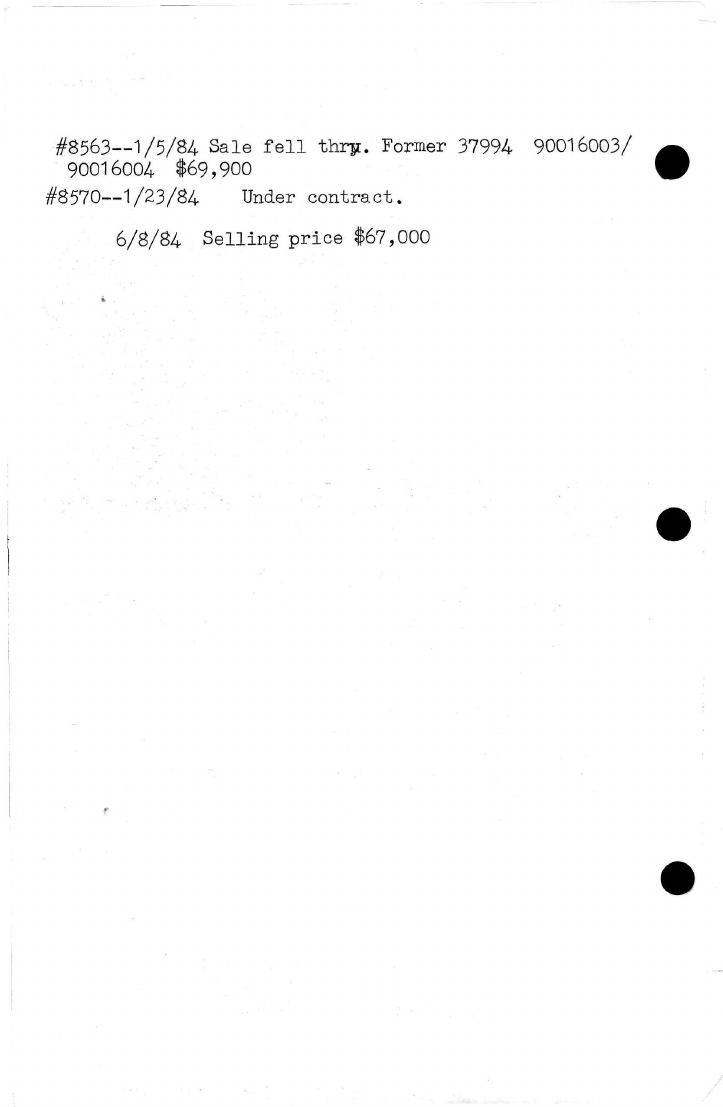 #8563--1/5/84 Sale fell thru. Former 37994 90016003/
90016004 $69,900
#8570--1/23/84 Under contract.
6/8/84 Selling price $67,000